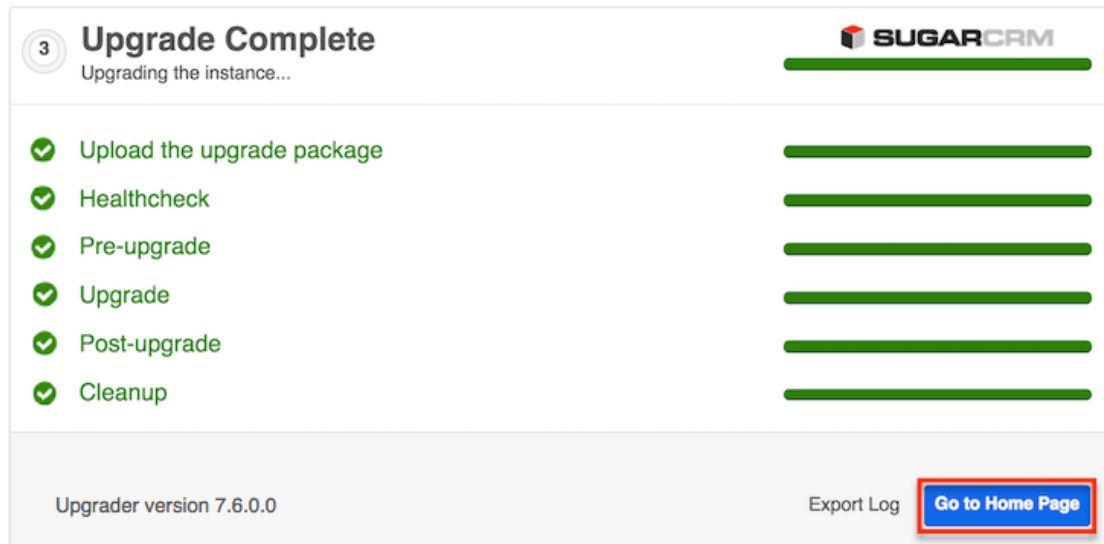 3
Upgrade Complete
SUGARCRM
Upgrading the instance...
Upload the upgrade package
Healthcheck
Pre-upgrade
Upgrade
Post-upgrade
Cleanup
Upgrader version 7.6.0.0
Export Log
Go to Home Page